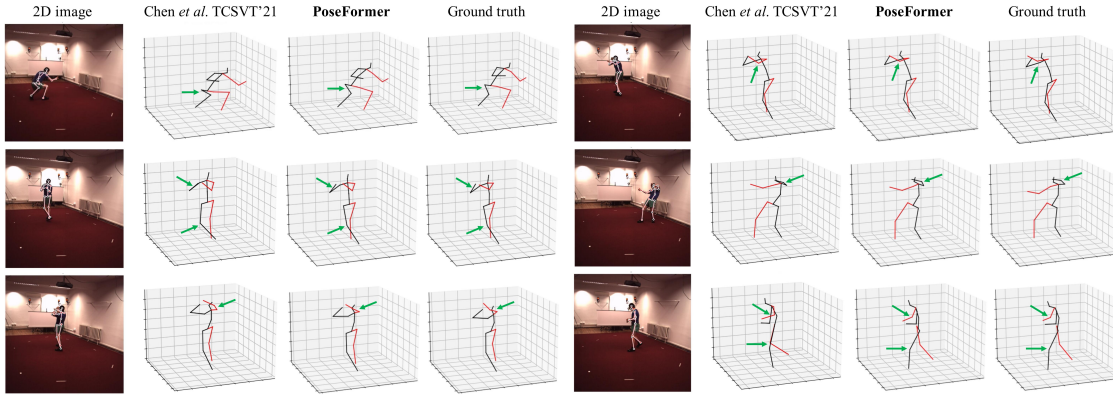 2D image Chen et al. TCSVT'21 PoseFormer Ground truth 2D image Chen et al. TCSVT'21 PoseFormer Ground truth